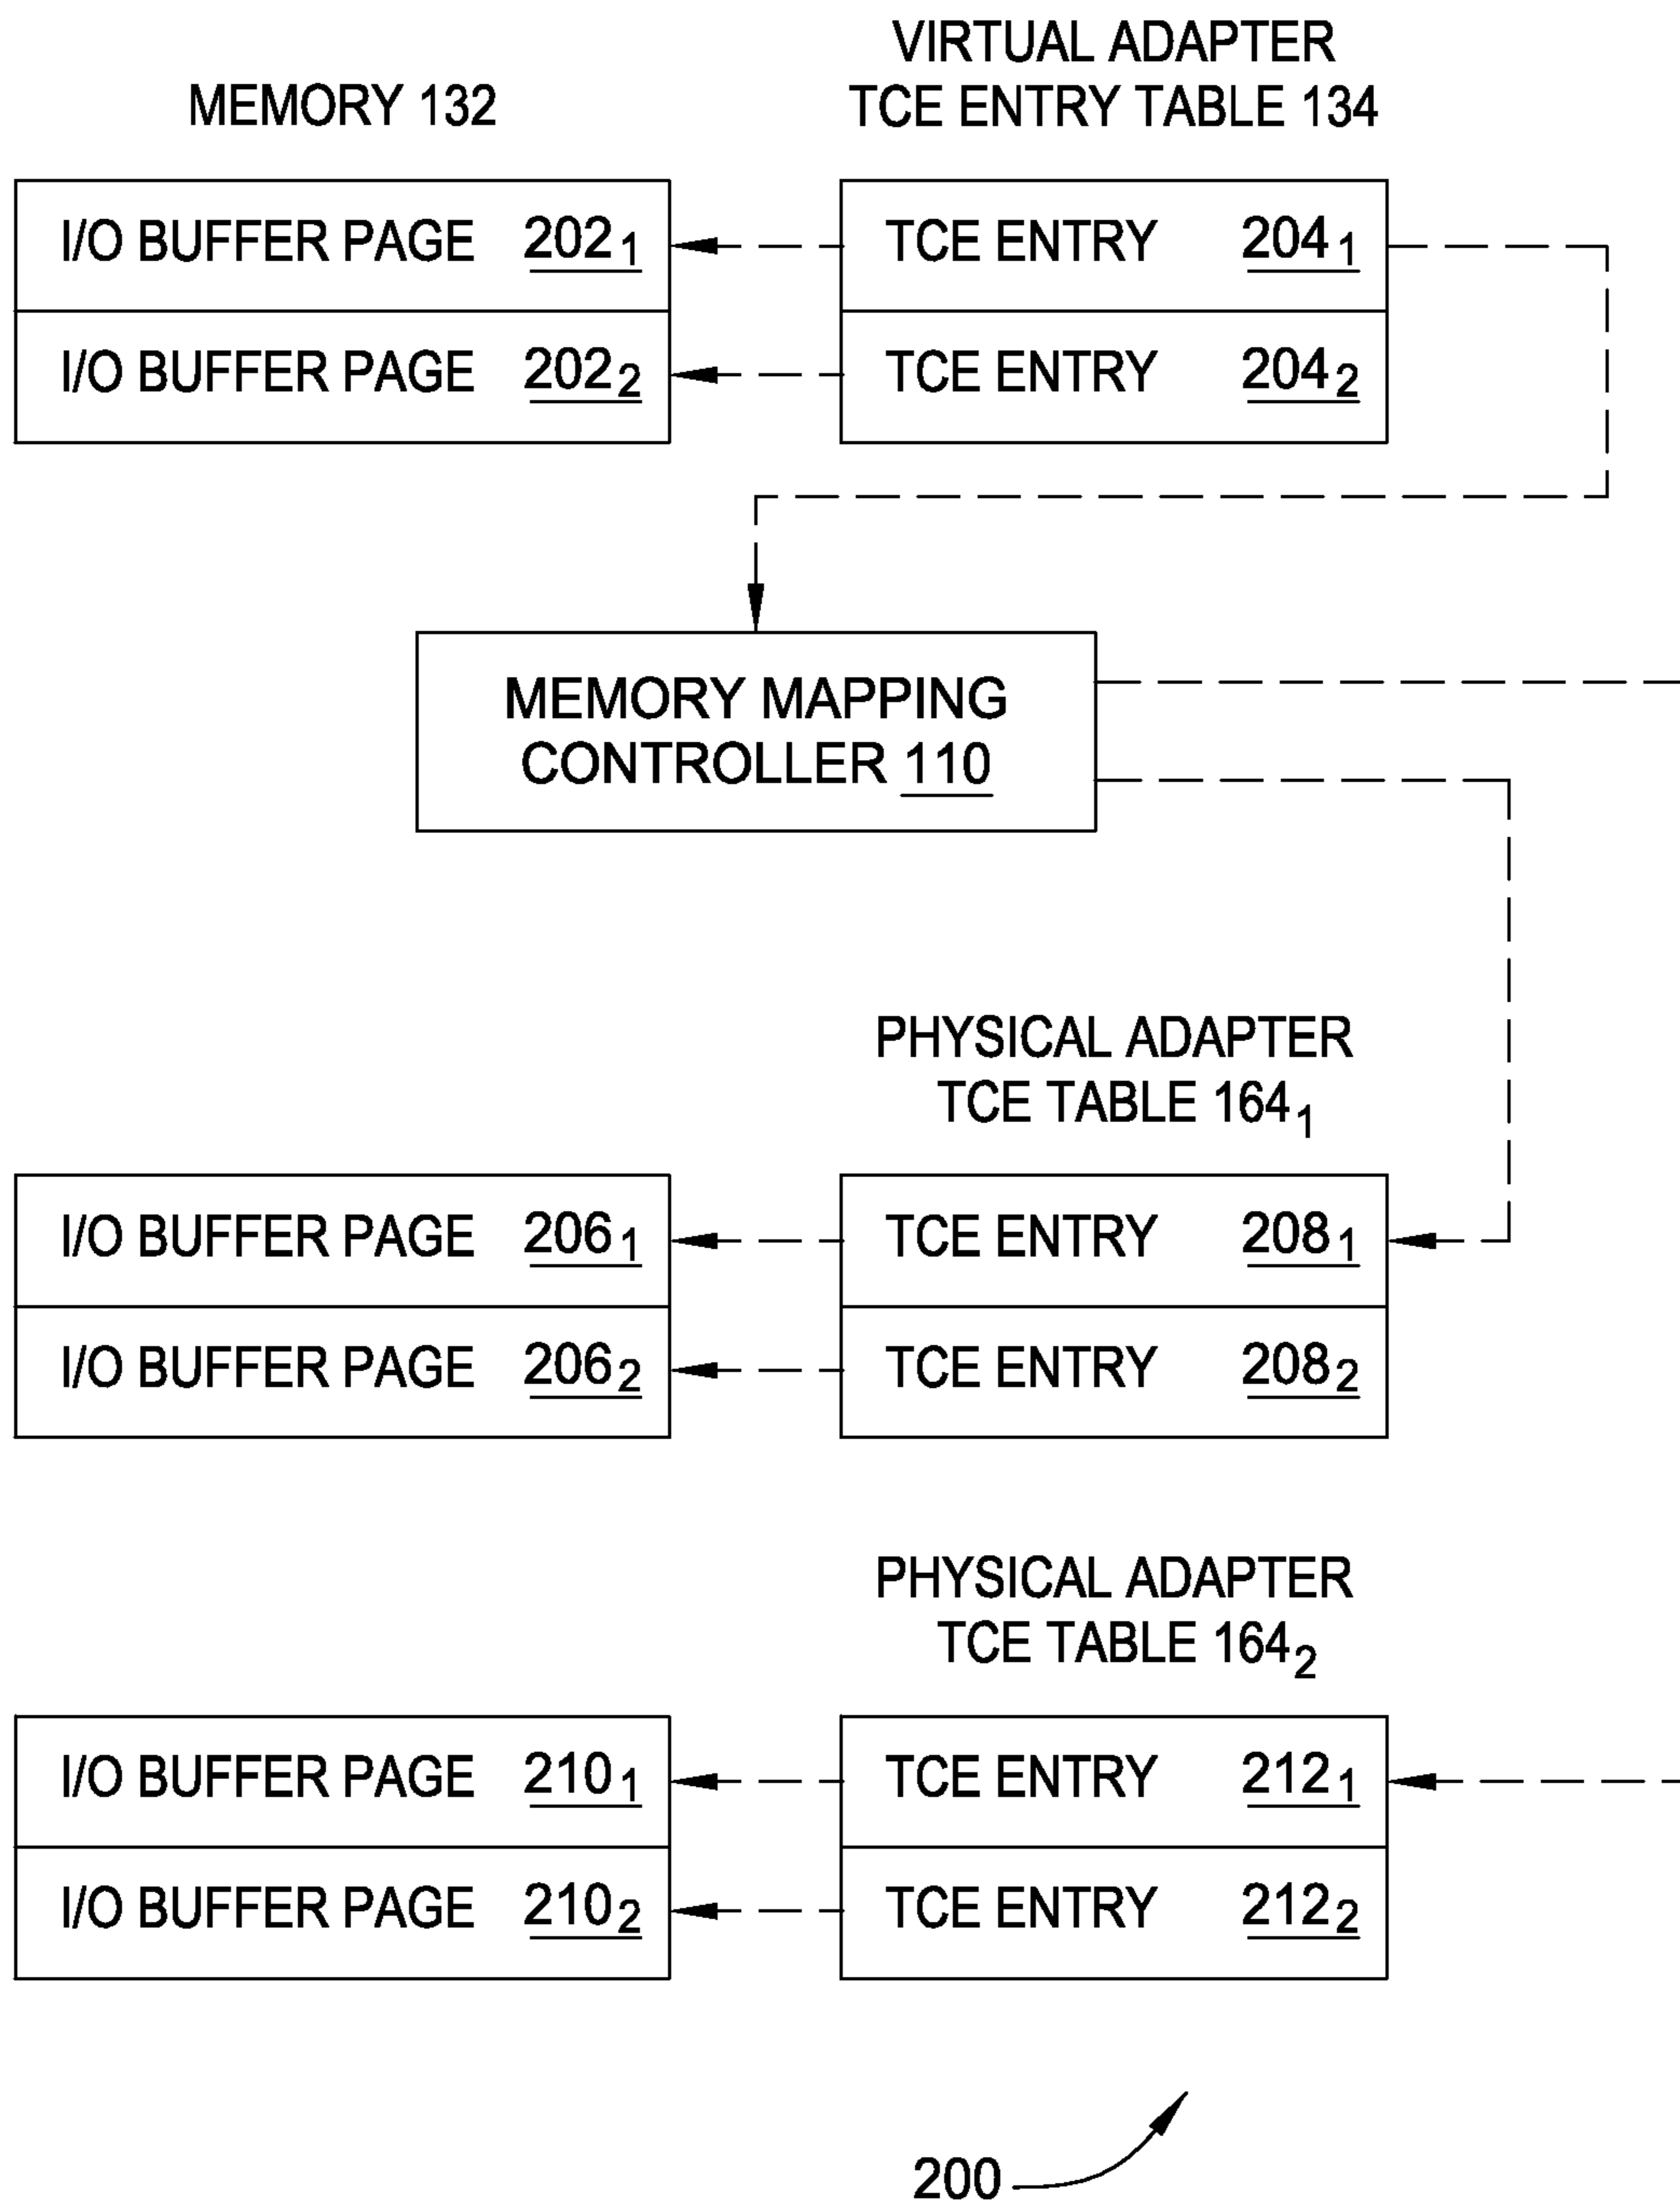 VIRTUAL ADAPTER
MEMORY 132
TCE ENTRY TABLE 134
I/O BUFFER PAGE 202₁
TCE ENTRY 204₁
I/O BUFFER PAGE 202₂
TCE ENTRY 204₂
MEMORY MAPPING
CONTROLLER 110
PHYSICAL ADAPTER
TCE TABLE 164₁
I/O BUFFER PAGE 206₁
TCE ENTRY 208₁
I/O BUFFER PAGE 206₂
TCE ENTRY 208₂
PHYSICAL ADAPTER
TCE TABLE 164₂
I/O BUFFER PAGE 210₁
TCE ENTRY 212₁
I/O BUFFER PAGE 210₂
TCE ENTRY 212₂
200